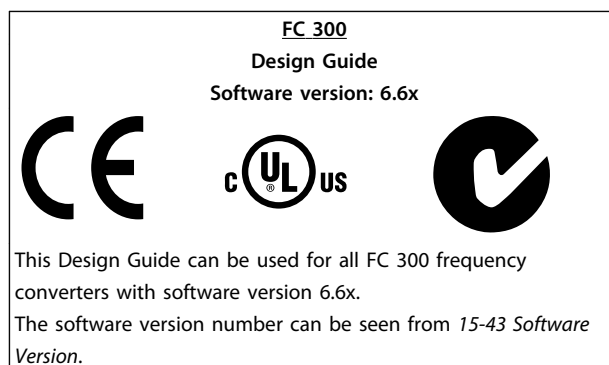 FC 300
Design Guide
Software version: 6.6x
CE
C UL US
®
This Design Guide can be used for all FC 300 frequency
converters with software version 6.6x.
The software version number can be seen from 15-43 Software
Version.